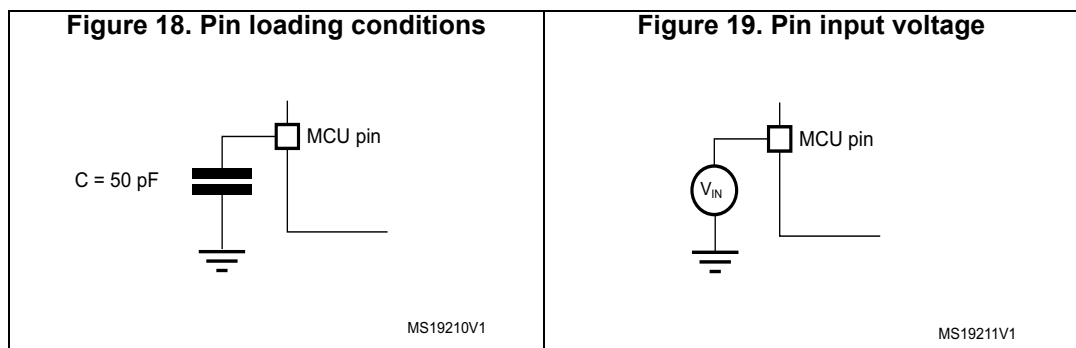 Figure 18. Pin loading conditions
MCU pin
C = 50 pF
MS19210V1
Figure 19. Pin input voltage
MCU pin
VIN
MS19211V1